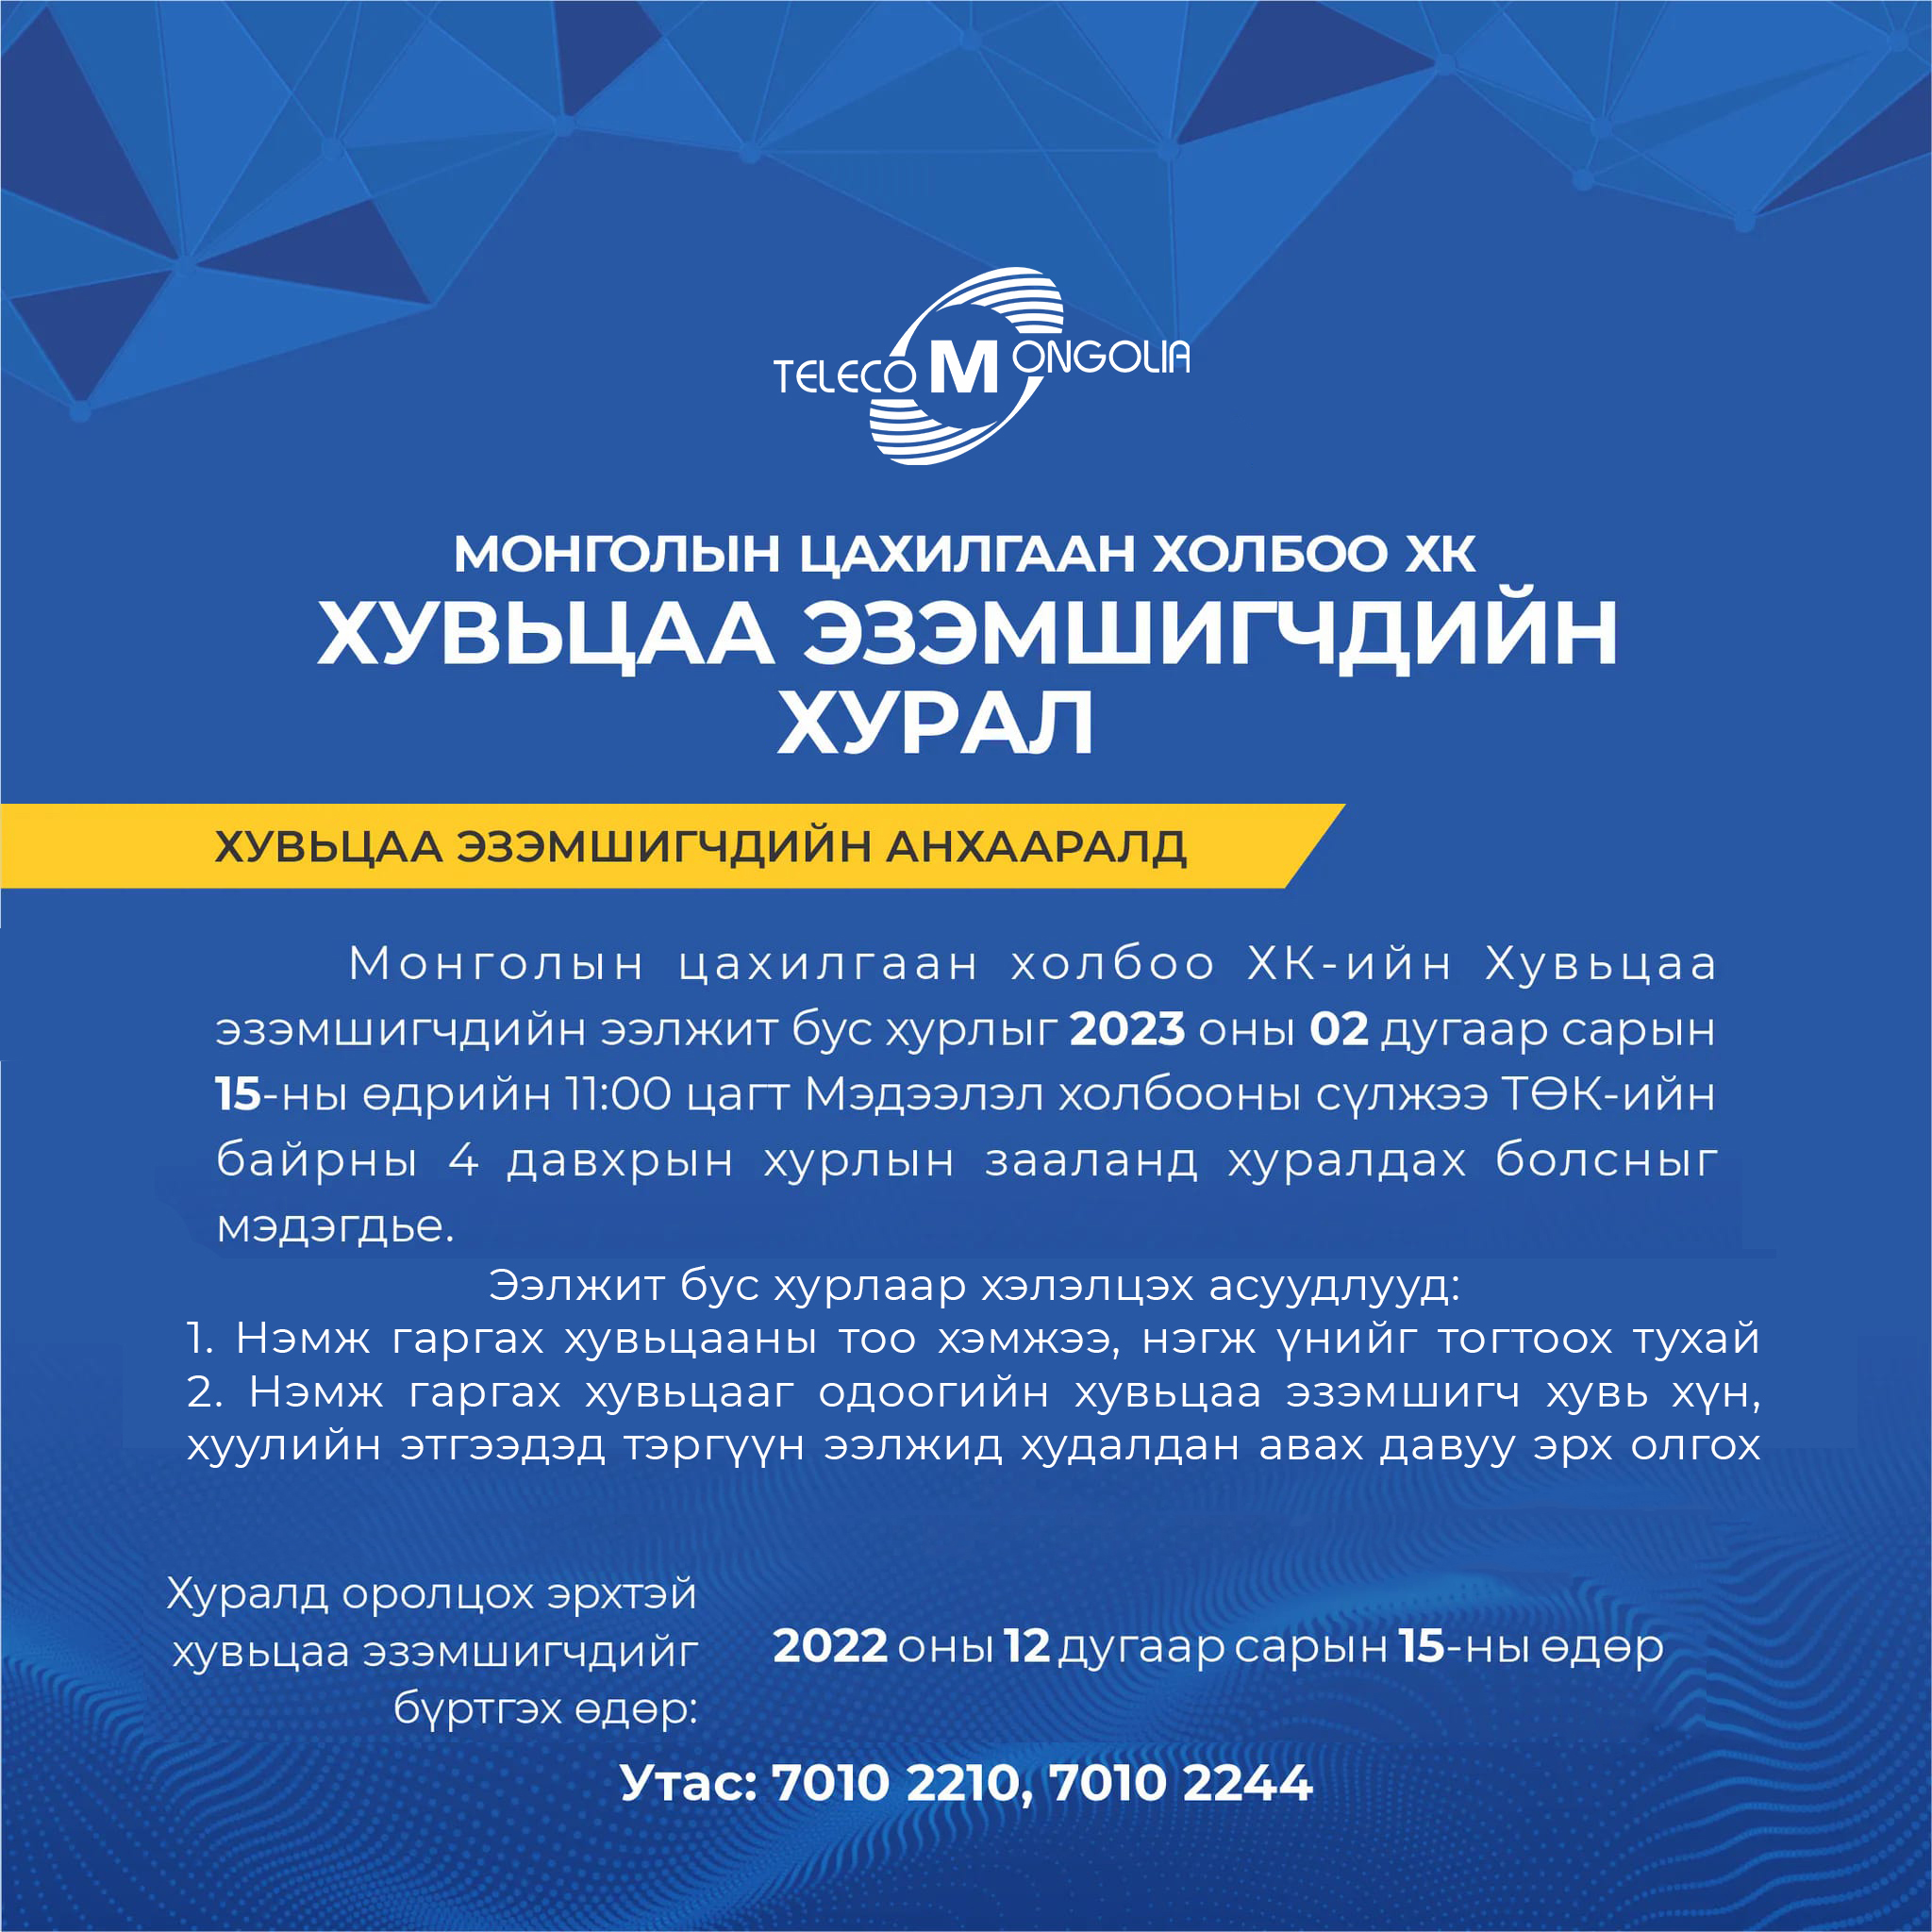 TELECOM MONGOLIA
МОНГОЛЫН ЦАХИЛГААН ХОЛБОО ХК
ХУВЬЦАА ЭЗЭМШИГЧДИЙН
ХУРАЛ
ХУВЬЦАА ЭЗЭМШИГЧДИЙН АНХААРАЛД
Монголын цахилгаан холбоо ХК-ийн Хувьцаа
эзэмшигчдийн ээлжит бус хурлыг 2023 оны 02 дугаар сарын
15-ны өдрийн 11:00 цагт Мэдээлэл холбооны сүлжээ ТӨК-ийн
байрны 4 давхрын хурлын зааланд хуралдах болсныг
мэдэгдье.
Ээлжит бус хурлаар хэлэлцэх асуудлууд:
1. Нэмж гаргах хувьцааны тоо хэмжээ, нэгж үнийг тогтоох тухай
2. Нэмж гаргах хувьцааг одоогийн хувьцаа эзэмшигч хувь хүн,
хуулийн этгээдэд тэргүүн ээлжид худалдан авах давуу эрх олгох
Хуралд оролцох эрхтэй
хувьцаа эзэмшигчдийг
бүртгэх өдөр:
2022 оны 12 дугаар сарын 15-ны өдөр
Утас: 7010 2210, 7010 2244